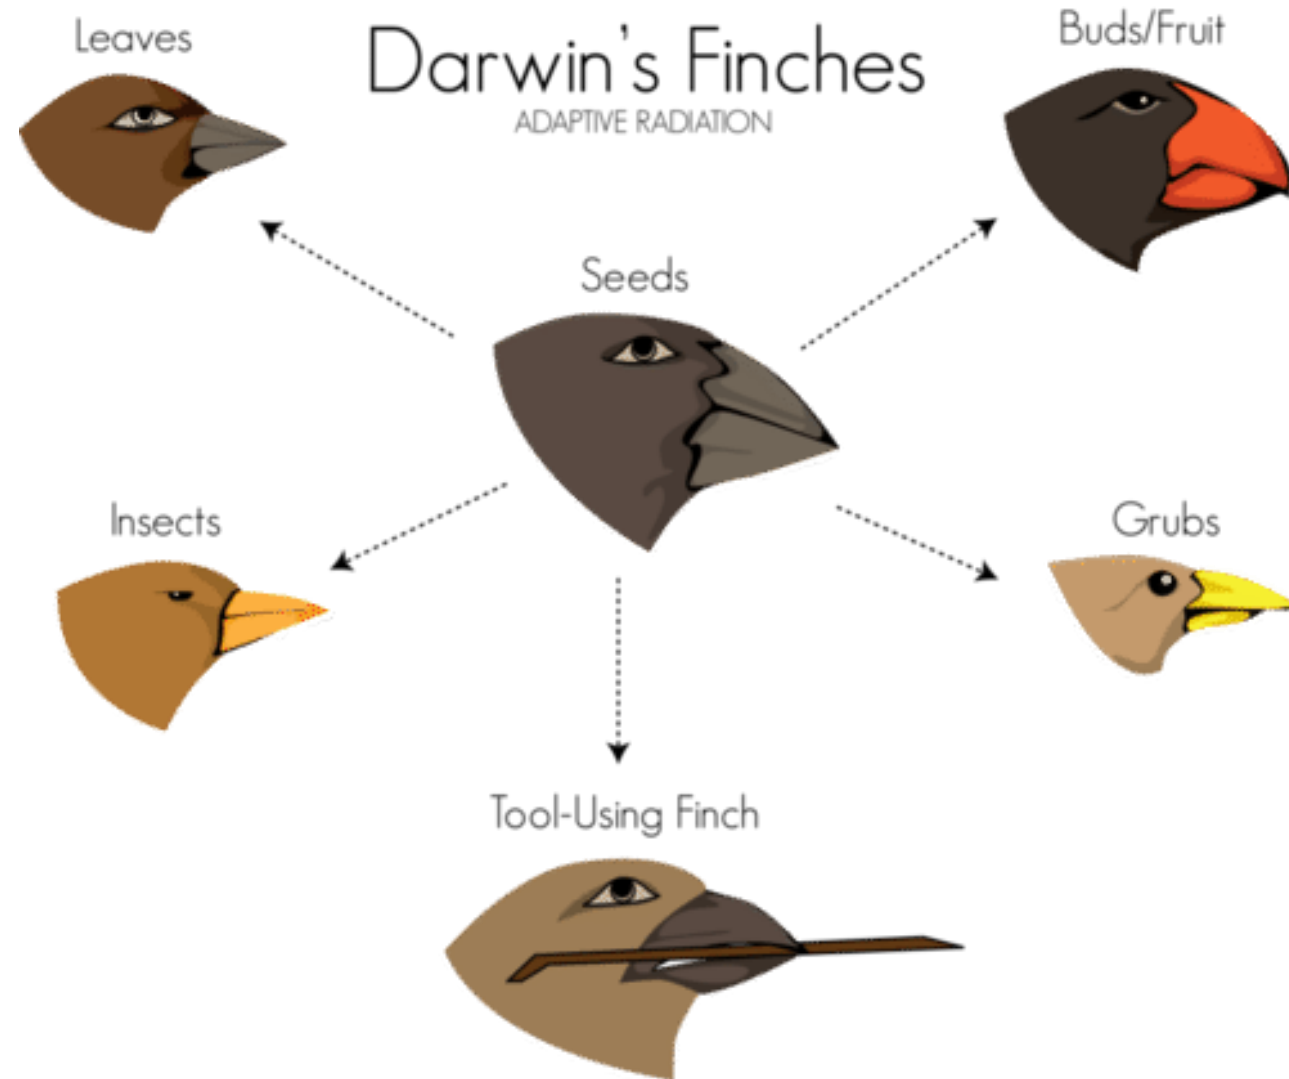 Leaves
Darwin's Finches
ADAPTIVE RADIATION
Buds/Fruit
Seeds
Insects
Grubs
Tool-Using Finch